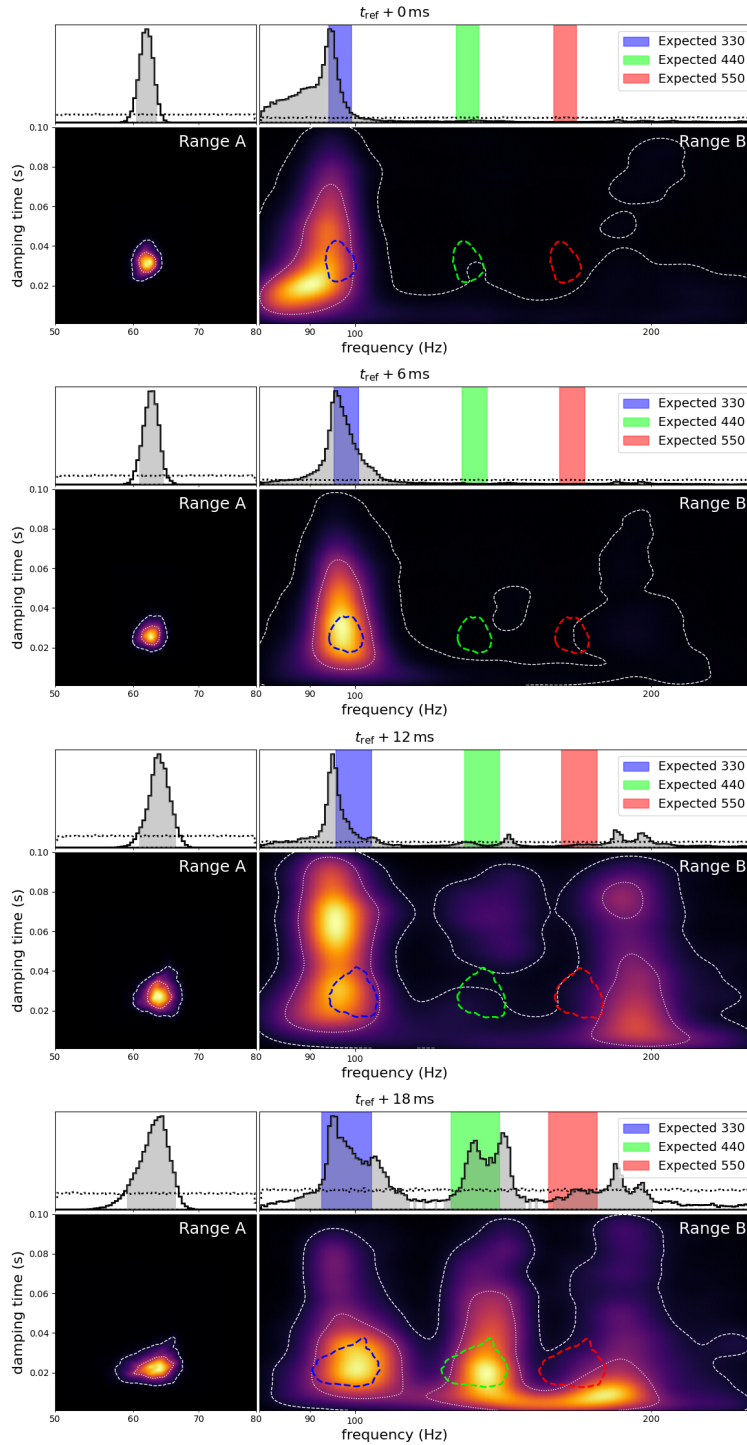 t_ref + 0 ms
Expected 330
Expected 440
Expected 550
0.10
0.08
0.06
0.04
0.02
damping time (s)
Range A
Range B
50 60 70 80 90 100 200
frequency (Hz)
t_ref + 6 ms
Expected 330
Expected 440
Expected 550
0.10
0.08
0.06
0.04
0.02
damping time (s)
Range A
Range B
50 60 70 80 90 100 200
frequency (Hz)
t_ref + 12 ms
Expected 330
Expected 440
Expected 550
0.10
0.08
0.06
0.04
0.02
damping time (s)
Range A
Range B
50 60 70 80 90 100 200
frequency (Hz)
t_ref + 18 ms
Expected 330
Expected 440
Expected 550
0.10
0.08
0.06
0.04
0.02
damping time (s)
Range A
Range B
50 60 70 80 90 100 200
frequency (Hz)